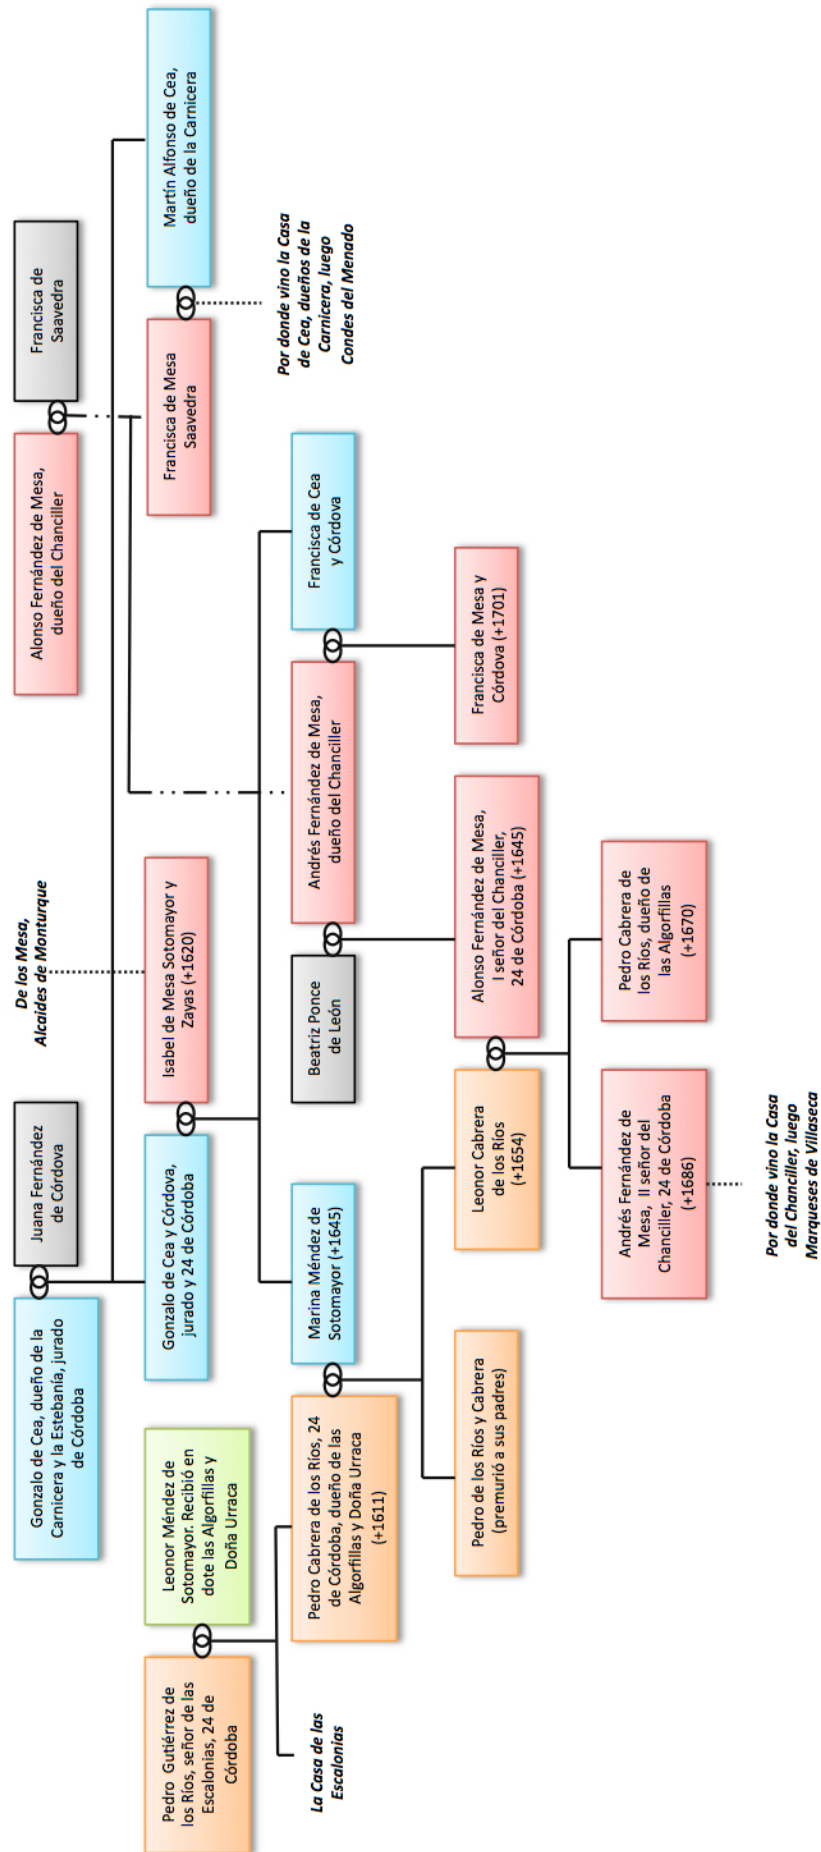 Gonzalo de Cea, dueño de la
Carnicera y la Estebanía, jurado
de Córdoba
Juana Fernández
de Córdova
De los Mesa,
Alcaides de Monturque
Alonso Fernández de Mesa,
dueño del Chanciller
Francisca de
Saavedra
Pedro Gutiérrez de
los Ríos, señor de las
Escalonias, 24 de
Córdoba
Leonor Méndez de
Sotomayor. Recibió en
dote las Algorfillas y
Doña Urraca
Gonzalo de Cea y Córdova,
jurado y 24 de Córdoba
Isabel de Mesa Sotomayor y
Zayas (+1620)
Francisca de Mesa
Saavedra
Martín Alfonso de Cea,
dueño de la Carnicera
La Casa de las
Escalonias
Pedro Cabrera de los Ríos, 24
de Córdoba, dueño de las
Algorfillas y Doña Urraca
(+1611)
Marina Méndez de
Sotomayor (+1645)
Beatriz Ponce
de León
Andrés Fernández de Mesa,
dueño del Chanciller
Francisca de Cea
y Córdova
Por donde vino la Casa
de Cea, dueños de la
Carnicera, luego
Condes del Menado
Pedro de los Ríos y Cabrera
(premurió a sus padres)
Leonor Cabrera
de los Ríos
(+1654)
Alonso Fernández de Mesa,
I señor del Chanciller,
24 de Córdoba (+1645)
Francisca de Mesa y
Córdova (+1701)
Andrés Fernández de
Mesa, II señor del
Chanciller, 24 de Córdoba
(+1686)
Pedro Cabrera de
los Ríos, dueño de
las Algorfillas
(+1670)
Por donde vino la Casa
del Chanciller, luego
Marqueses de Villaseca